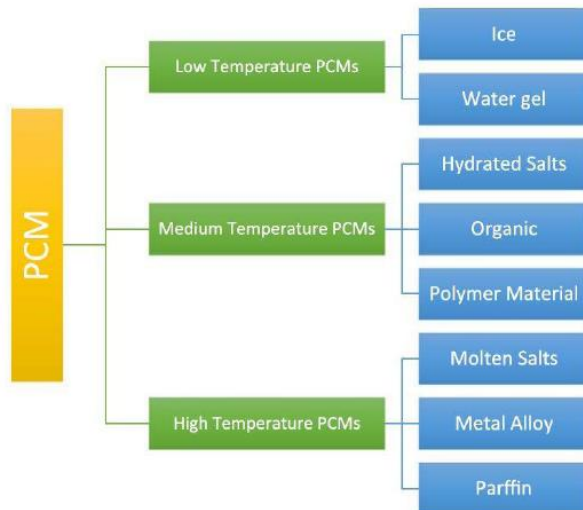 PCM
Low Temperature PCMs
Ice
Water gel
Medium Temperature PCMs
Hydrated Salts
Organic
Polymer Material
High Temperature PCMs
Molten Salts
Metal Alloy
Parffin